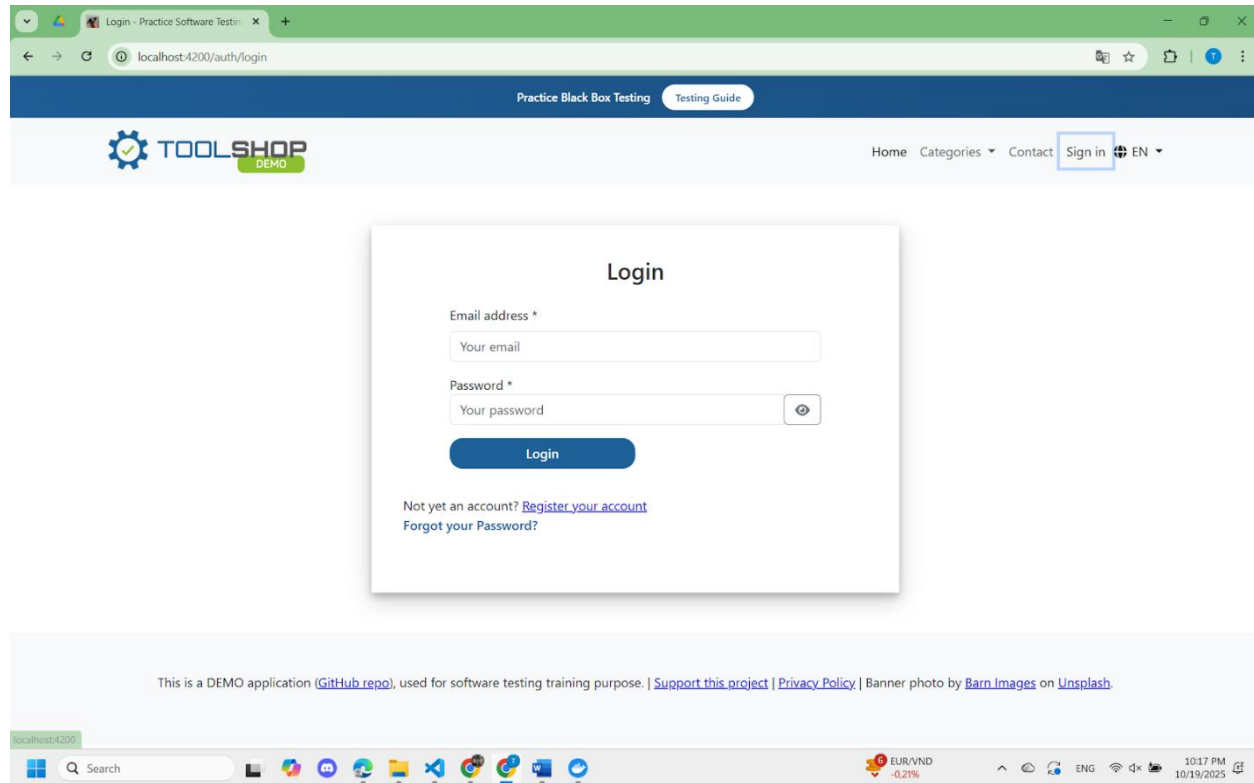 Login - Practice Software Testin
localhost:4200/auth/login
T
Practice Black Box Testing Testing Guide
TOOLSHOP
DEMO
Home Categories Contact Sign in EN
Login
Email address *
Your email
Password *
Your password
Login
Not yet an account? Register your account
Forgot your Password?
This is a DEMO application (GitHub repo), used for software testing training purpose. | Support this project | Privacy Policy | Banner photo by Barn Images on Unsplash.
localhost:4200
Search
6
EUR/VND
-0,21%
ENG
10:17 PM
10/19/2025